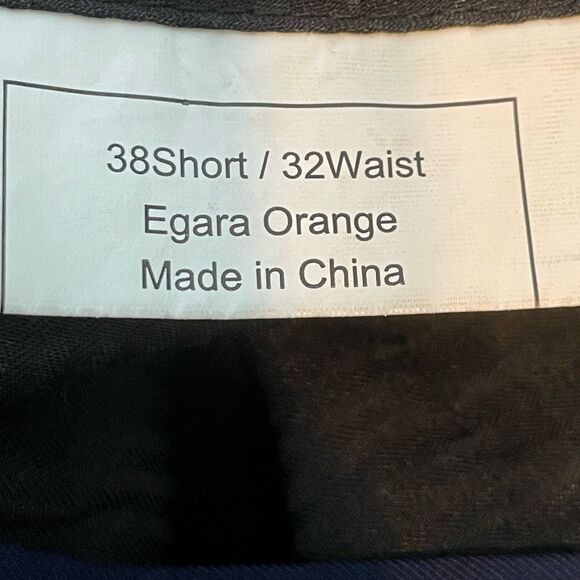 38Short / 32Waist
Egara Orange
Made in China